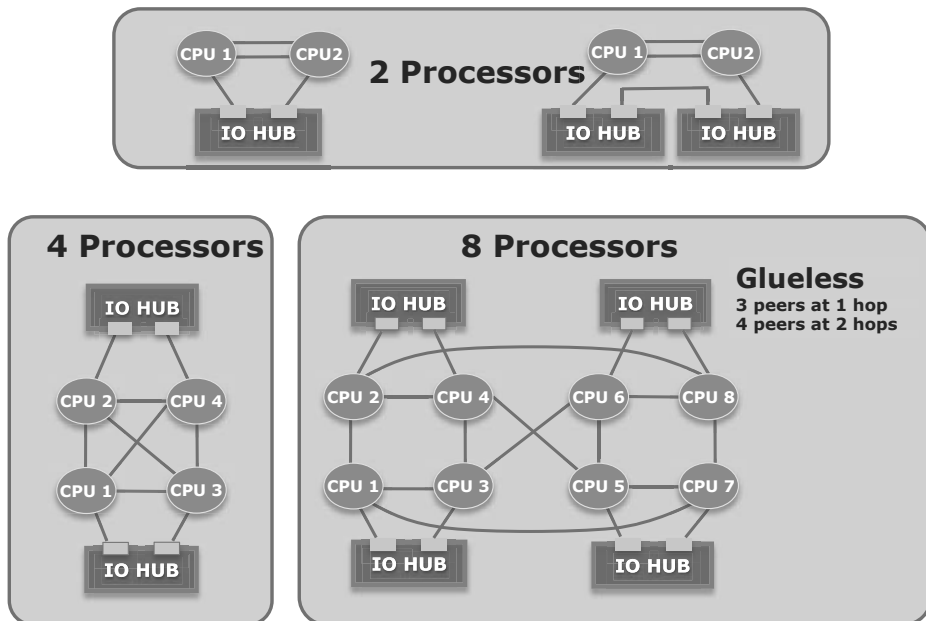 CPU 1
CPU2
2 Processors
CPU 1
CPU2
IO HUB
IO HUB
IO HUB
4 Processors
IO HUB
CPU 2
CPU 4
CPU 1
CPU 3
IO HUB
8 Processors
Glueless
3 peers at 1 hop
4 peers at 2 hops
IO HUB
IO HUB
CPU 2
CPU 4
CPU 6
CPU 8
CPU 1
CPU 3
CPU 5
CPU 7
IO HUB
IO HUB